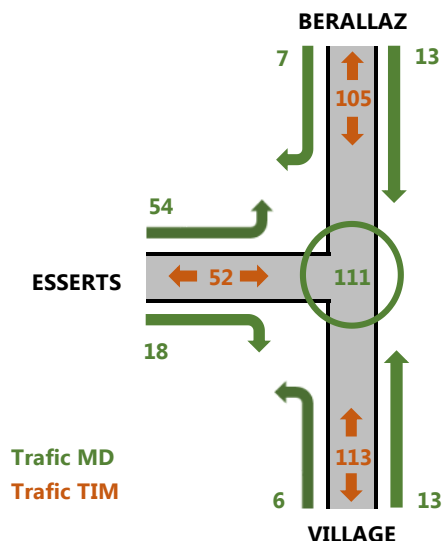 BERALLAZ
7
13
105
54
ESSERTS
52
111
18
Trafic MD
113
Trafic TIM
6
13
VILLAGE